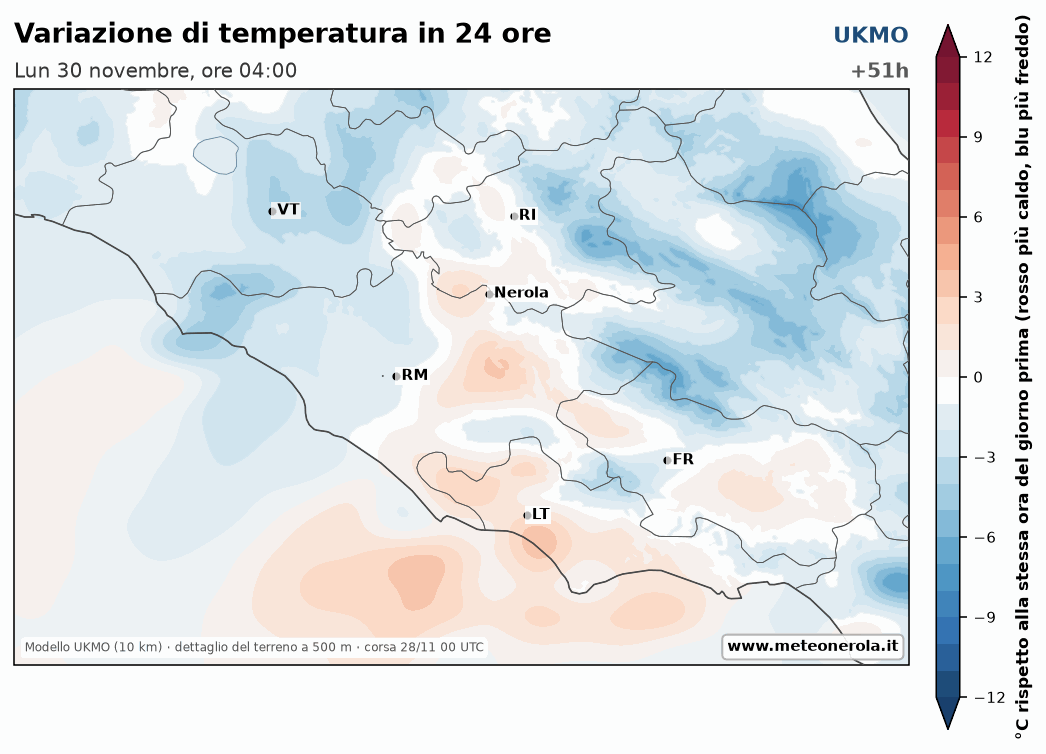 Variazione di temperatura in 24 ore
UKMO
Lun 30 novembre, ore 04:00
+51h
VT
RI
Nerola
RM
FR
LT
Modello UKMO (10 km) · dettaglio del terreno a 500 m · corsa 28/11 00 UTC
www.meteonerola.it
12
9
6
3
0
−3
−6
−9
−12
°C rispetto alla stessa ora del giorno prima (rosso più caldo, blu più freddo)